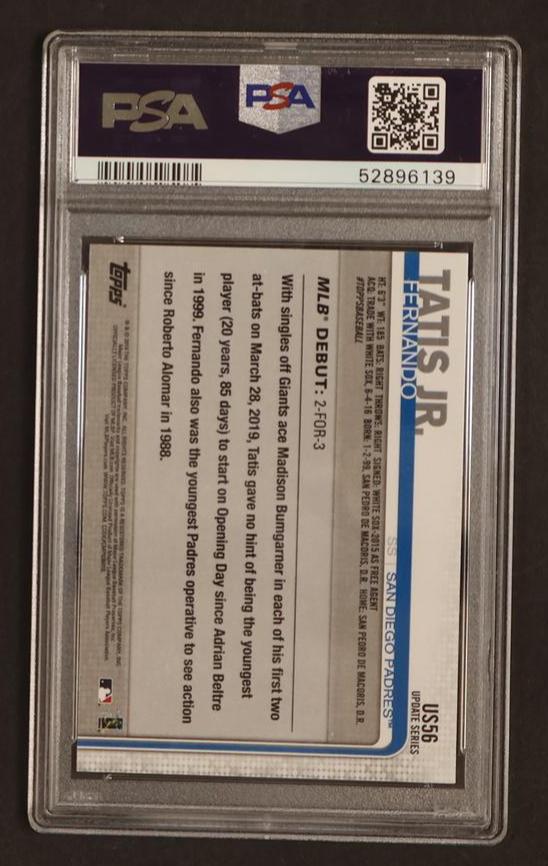 PSA
PSA
52896139
US56
UPDATE SERIES
TATIS JR.
FERNANDO
SS | SAN DIEGO PADRES™
HT: 6'3" WT: 185 BATS: RIGHT THROWS: RIGHT SIGNED: WHITE SOX-2015 AS FREE AGENT
ACQ: TRADE WITH WHITE SOX, 6-4-16 BORN: 1-2-99, SAN PEDRO DE MACORIS, D.R. HOME: SAN PEDRO DE MACORIS, D.R.
#TOPPSBASEBALL
MLB® DEBUT: 2-FOR-3
With singles off Giants ace Madison Bumgarner in each of his first two
at-bats on March 28, 2019, Tatis gave no hint of being the youngest
player (20 years, 85 days) to start on Opening Day since Adrian Beltre
in 1999. Fernando also was the youngest Padres operative to see action
since Roberto Alomar in 1988.
topps